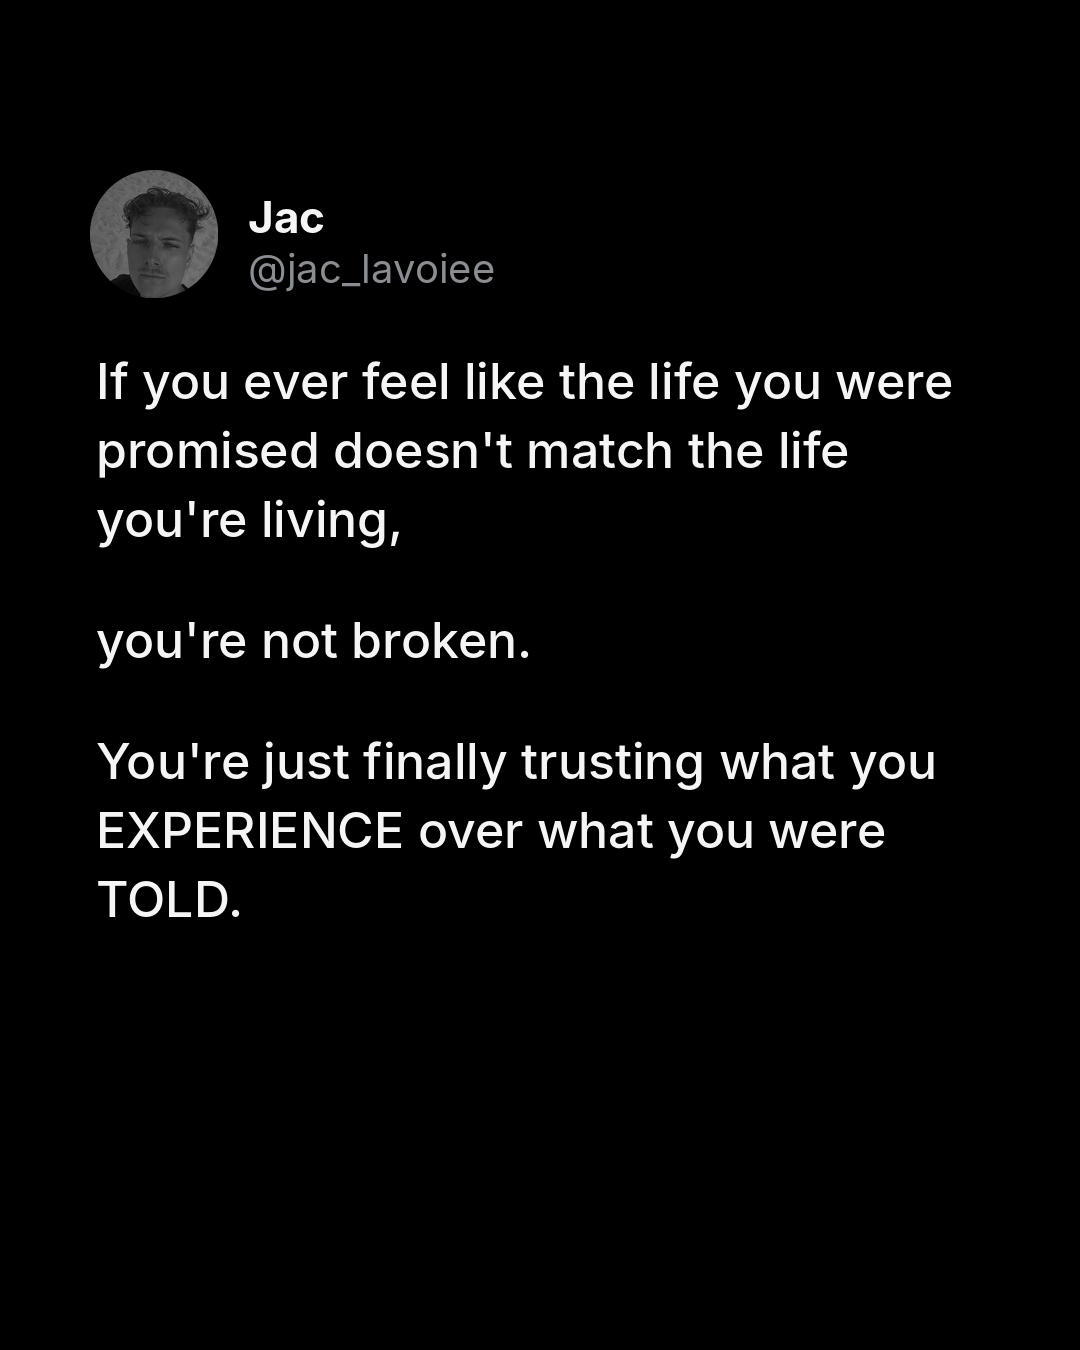 Jac
@jac_lavoiee
If you ever feel like the life you were
promised doesn't match the life
you're living,
you're not broken.
You're just finally trusting what you
EXPERIENCE over what you were
TOLD.